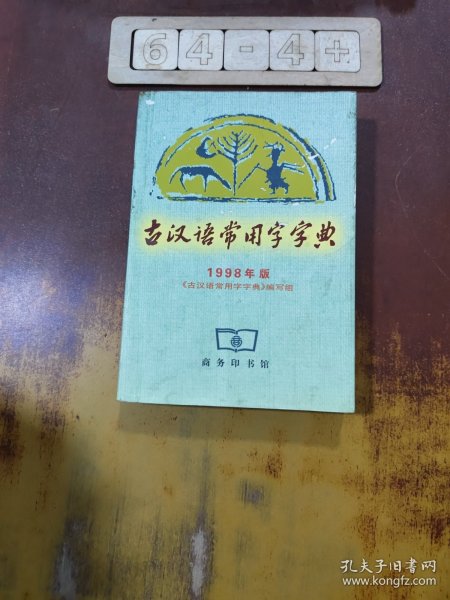 64-4+
古汉语常用字字典
1998年版
《古汉语常用字字典》编写组
商务印书馆
孔夫子旧书网
www.kongfz.com